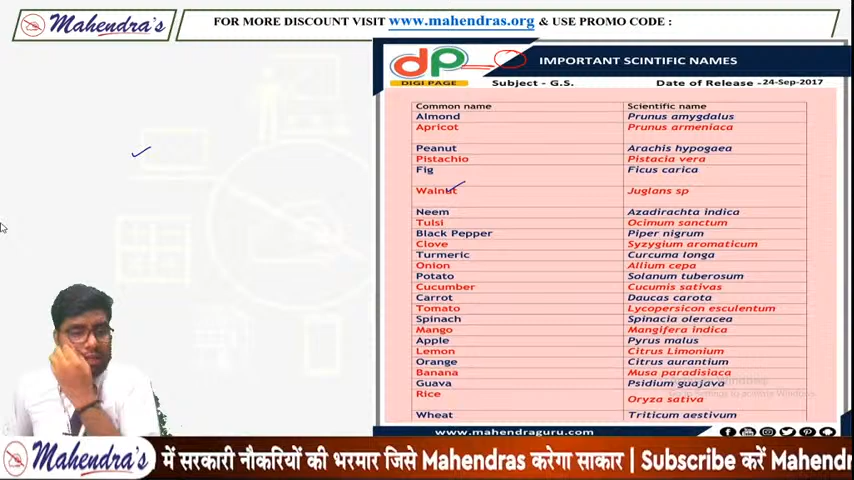 Mahendra's
FOR MORE DISCOUNT VISIT www.mahendras.org & USE PROMO CODE :
dp
DIGI PAGE
IMPORTANT SCINTIFIC NAMES
Subject - G.S.
Date of Release - 24-Sep-2017
Common name Scientific name
Almond Prunus amygdalus
Apricot Prunus armeniaca
Peanut Arachis hypogaea
Pistachio Pistacia vera
Fig Ficus carica
Walnut Juglans sp
Neem Azadirachta indica
Tulsi Ocimum sanctum
Black Pepper Piper nigrum
Clove Syzygium aromaticum
Turmeric Curcuma longa
Onion Allium cepa
Potato Solanum tuberosum
Cucumber Cucumis sativas
Carrot Daucas carota
Tomato Lycopersicon esculentum
Spinach Spinacia oleracea
Mango Mangifera indica
Apple Pyrus malus
Lemon Citrus Limonium
Orange Citrus aurantium
Banana Musa paradisiaca
Guava Psidium guajava
Rice Oryza sativa
Wheat Triticum aestivum
www.mahendraguru.com
Mahendra's में सरकारी नौकरियों की भरमार जिसे Mahendras करेगा साकार | Subscribe करें Mahend